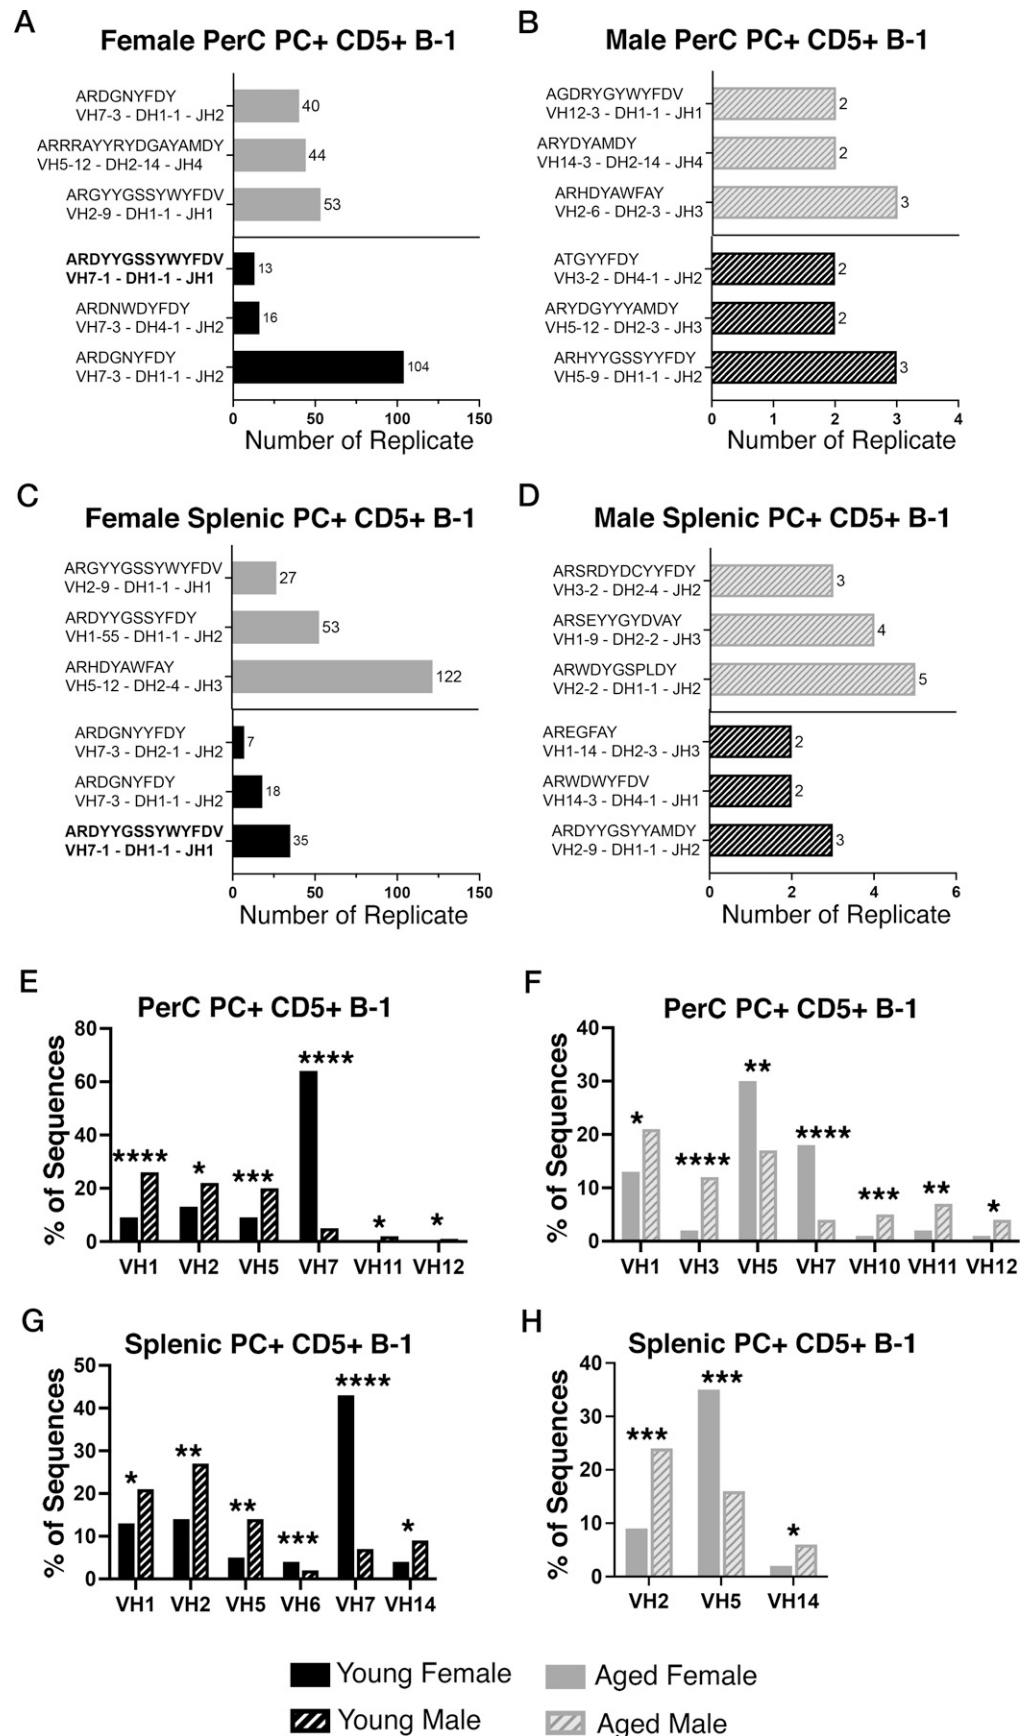 A
Female PerC PC+ CD5+ B-1
ARDGNYFDY
VH7-3 - DH1-1 - JH2
40
ARRRAYYRYDGAYAMDY
VH5-12 - DH2-14 - JH4
44
ARGYYGSSYWYFDV
VH2-9 - DH1-1 - JH1
53
ARDYYGSSYWYFDV
VH7-1 - DH1-1 - JH1
13
ARDNWDYFDY
VH7-3 - DH4-1 - JH2
16
ARDGNYFDY
VH7-3 - DH1-1 - JH2
104
0 50 100 150
Number of Replicate
B
Male PerC PC+ CD5+ B-1
AGDRYGYWYFDV
VH12-3 - DH1-1 - JH1
2
ARYDYAMDY
VH14-3 - DH2-14 - JH4
2
ARHDYAWFAY
VH2-6 - DH2-3 - JH3
3
ATGYYFDY
VH3-2 - DH4-1 - JH2
2
ARYDGYYYAMDY
VH5-12 - DH2-3 - JH3
2
ARHYYGSSYYFDY
VH5-9 - DH1-1 - JH2
3
0 1 2 3 4
Number of Replicate
C
Female Splenic PC+ CD5+ B-1
ARGYYGSSYWYFDV
VH2-9 - DH1-1 - JH1
27
ARDYYGSSYFDY
VH1-55 - DH1-1 - JH2
53
ARHDYAWFAY
VH5-12 - DH2-4 - JH3
122
ARDGNYYFDY
VH7-3 - DH2-1 - JH2
7
ARDGNYFDY
VH7-3 - DH1-1 - JH2
18
ARDYYGSSYWYFDV
VH7-1 - DH1-1 - JH1
35
0 50 100 150
Number of Replicate
D
Male Splenic PC+ CD5+ B-1
ARSRDYDCYYFDY
VH3-2 - DH2-4 - JH2
3
ARSEYYGYDVAY
VH1-9 - DH2-2 - JH3
4
ARWDYGSPLDY
VH2-2 - DH1-1 - JH2
5
AREGFAY
VH1-14 - DH2-3 - JH3
2
ARWDWYFDV
VH14-3 - DH4-1 - JH1
2
ARDYYGSYYAMDY
VH2-9 - DH1-1 - JH2
3
0 2 4 6
Number of Replicate
E
PerC PC+ CD5+ B-1
% of Sequences
80
60
40
20
0
**** * *** **** * *
VH1 VH2 VH5 VH7 VH11 VH12
F
PerC PC+ CD5+ B-1
% of Sequences
40
30
20
10
0
* **** ** **** *** ** *
VH1 VH3 VH5 VH7 VH10 VH11 VH12
G
Splenic PC+ CD5+ B-1
% of Sequences
50
40
30
20
10
0
* ** ** *** **** *
VH1 VH2 VH5 VH6 VH7 VH14
H
Splenic PC+ CD5+ B-1
% of Sequences
40
30
20
10
0
*** *** *
VH2 VH5 VH14
Young Female
Aged Female
Young Male
Aged Male